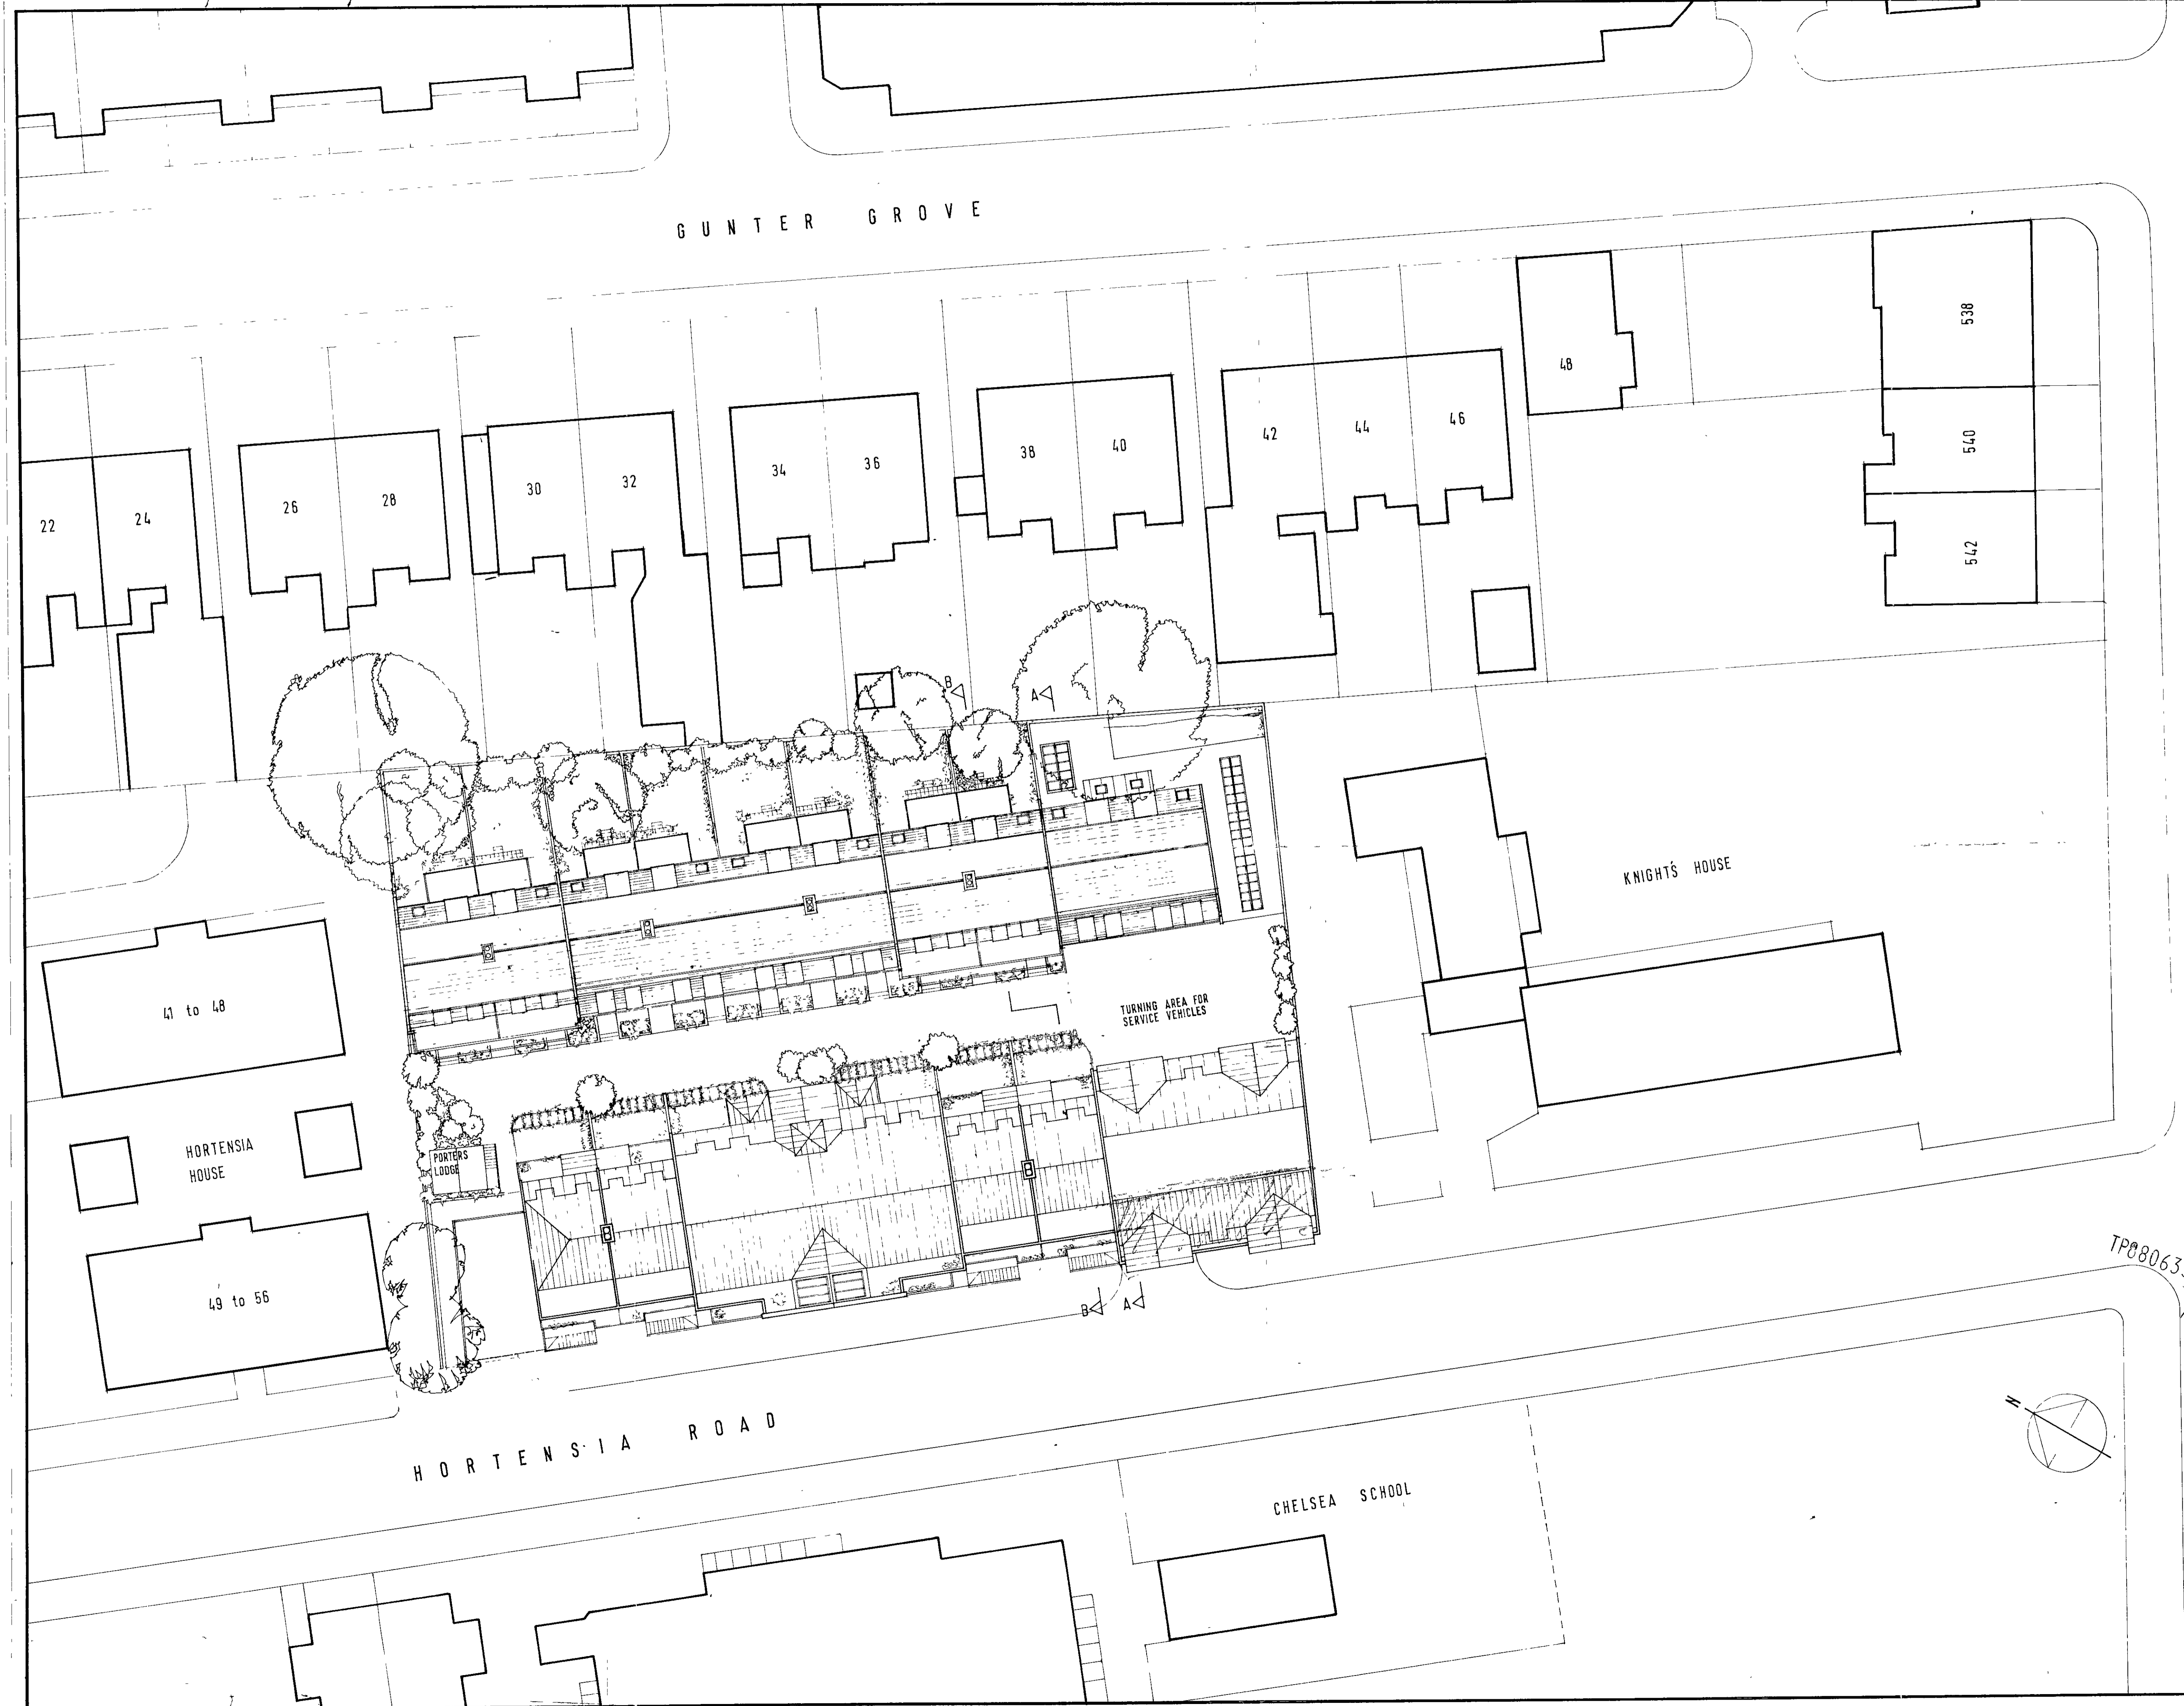 GUNTER GROVE
22
24
26
28
30
32
34
36
38
40
42
44
46
48
538
540
542
B
A
KNIGHT'S HOUSE
41 to 48
TURNING AREA FOR
SERVICE VEHICLES
HORTENSIA
HOUSE
PORTERS
LODGE
49 to 56
B
A
HORTENSIA ROAD
N
CHELSEA SCHOOL